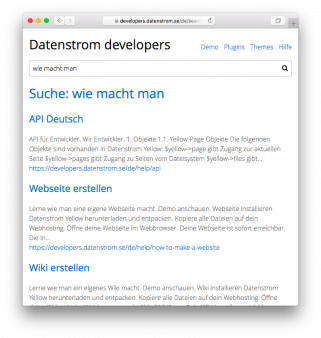 developers.datenstrom.se/de/sear
Datenstrom developers
Demo Plugins Themes Hilfe
wie macht man
Suche: wie macht man
API Deutsch
API für Entwickler. Wir Entwickler. 1. Objekte 1.1. Yellow-Page Objekte Die folgenden
Objekte sind vorhanden in Datenstrom Yellow: $yellow->page gibt Zugang zur aktuellen
Seite $yellow->pages gibt Zugang zu Seiten vom Dateisystem $yellow->files gibt...
https://developers.datenstrom.se/de/help/api
Webseite erstellen
Lerne wie man eine eigene Webseite macht. Demo anschauen. Webseite installieren
Datenstrom Yellow herunterladen und entpacken. Kopiere alle Dateien auf dein
Webhosting. Öffne deine Webseite im Webbrowser. Deine Webseite ist sofort erreichbar.
Die In...
https://developers.datenstrom.se/de/help/how-to-make-a-website
Wiki erstellen
Lerne wie man ein eigenes Wiki macht. Demo anschauen. Wiki installieren Datenstrom
Yellow herunterladen und entpacken. Kopiere alle Dateien auf dein Webhosting. Öffne